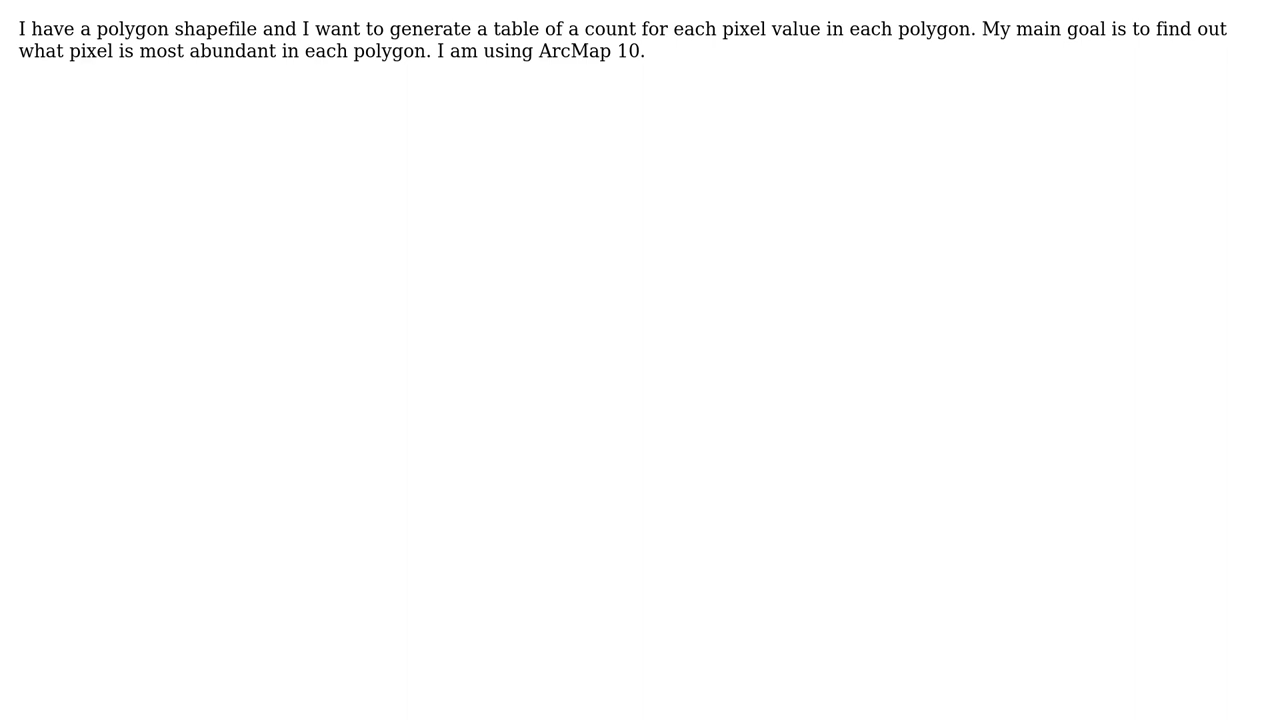 I have a polygon shapefile and I want to generate a table of a count for each pixel value in each polygon. My main goal is to find out
what pixel is most abundant in each polygon. I am using ArcMap 10.